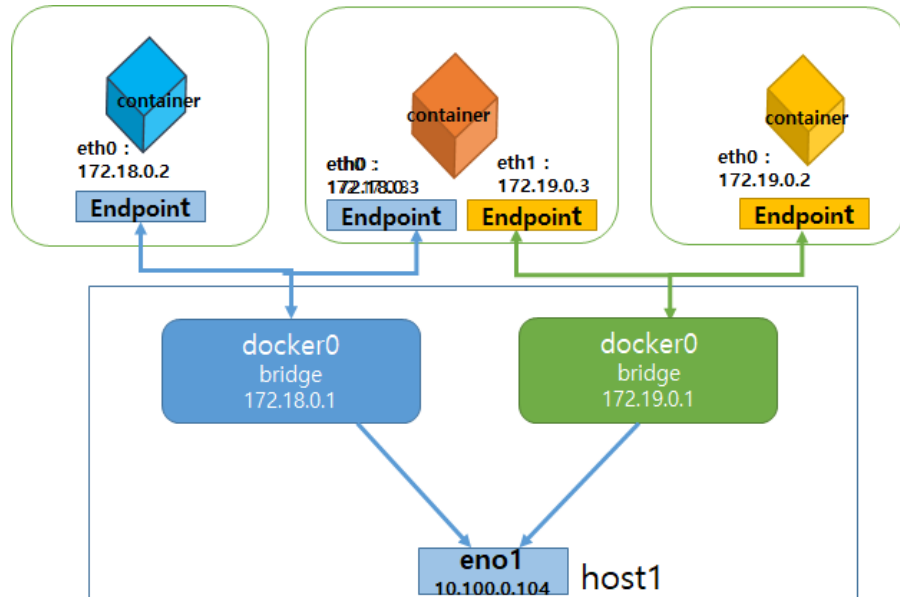 container
eth0 :
172.18.0.2
Endpoint
container
eth0 :
Endpoint
eth1 :
172.19.0.3
Endpoint
container
eth0 :
172.19.0.2
Endpoint
docker0
bridge
172.18.0.1
docker0
bridge
172.19.0.1
eno1
10.100.0.104
host1